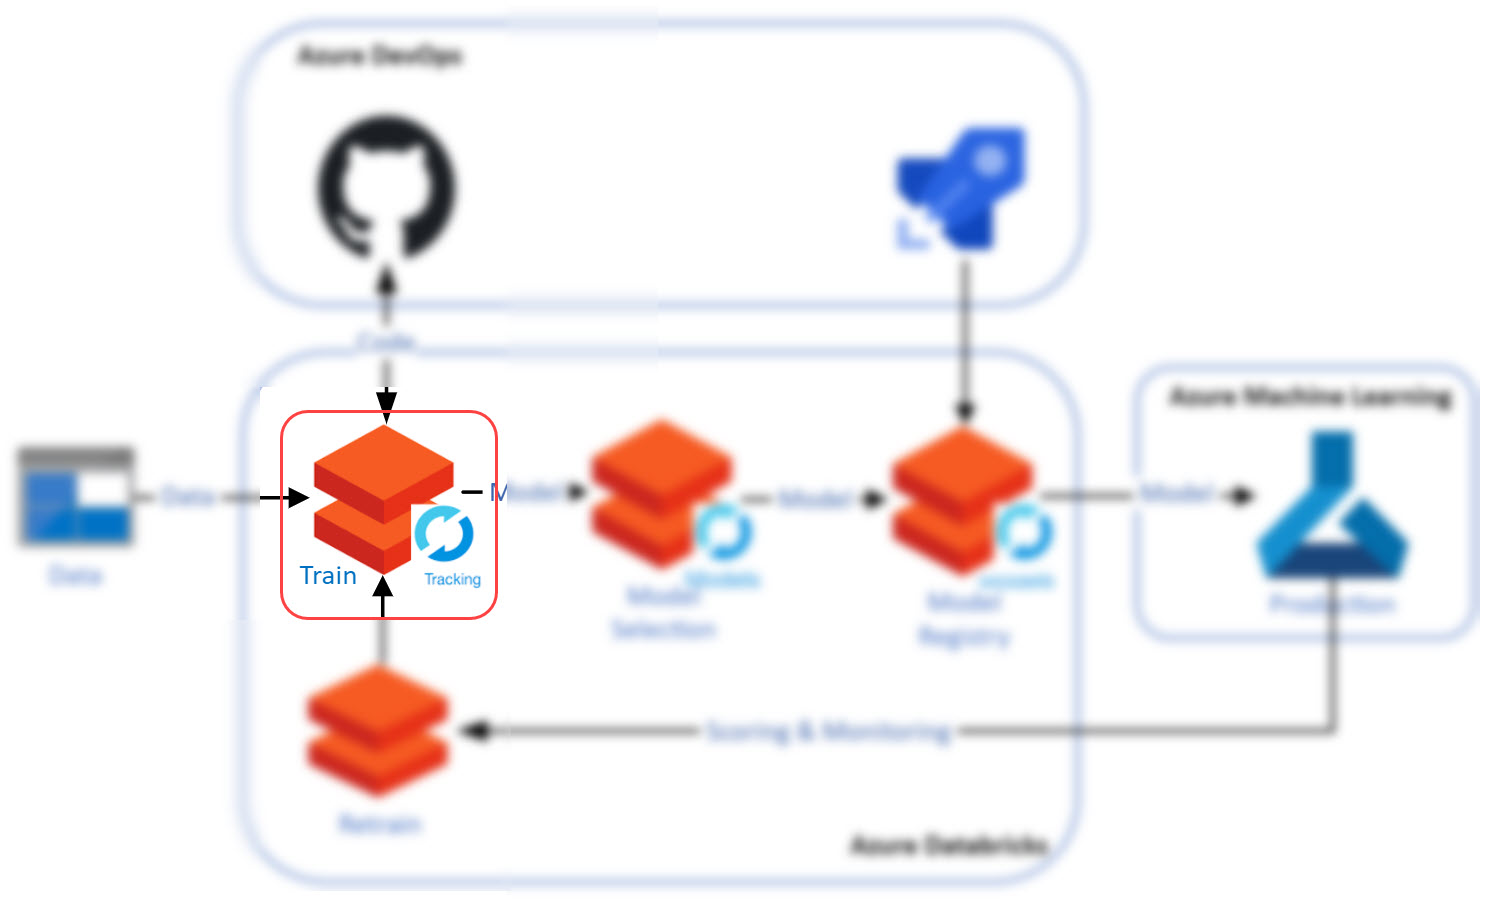 Azure DevOps
Code
Azure Machine Learning
Data
Model
Model
Model
Train
Tracking
Data
Models
Model
Selection
Model
Registry
Production
Scoring & Monitoring
Retrain
Azure Databricks